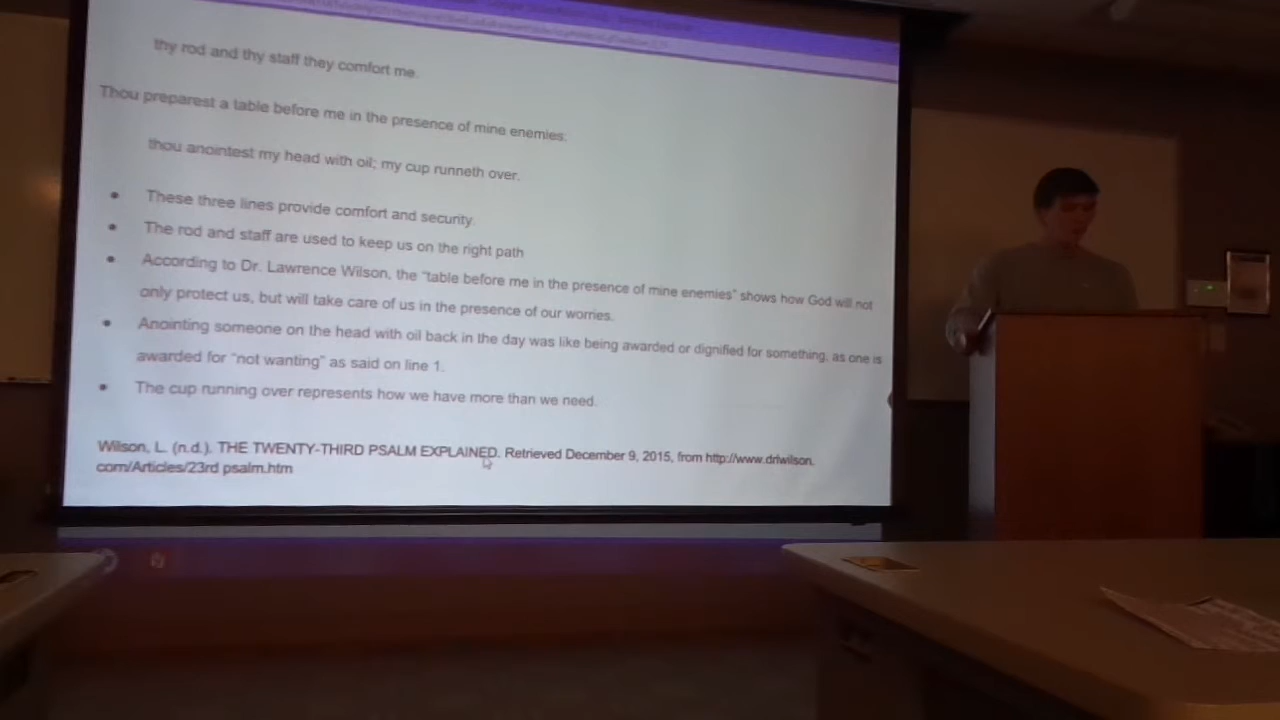 thy rod and thy staff they comfort me.
Thou preparest a table before me in the presence of mine enemies:
thou anointest my head with oil; my cup runneth over.
● These three lines provide comfort and security.
● The rod and staff are used to keep us on the right path
● According to Dr. Lawrence Wilson, the "table before me in the presence of mine enemies" shows how God will not
only protect us, but will take care of us in the presence of our worries.
● Anointing someone on the head with oil back in the day was like being awarded or dignified for something, as one is
awarded for "not wanting" as said on line 1.
● The cup running over represents how we have more than we need.
Wilson, L. (n.d.). THE TWENTY-THIRD PSALM EXPLAINED. Retrieved December 9, 2015, from http://www.drlwilson.
com/Articles/23rd psalm.htm